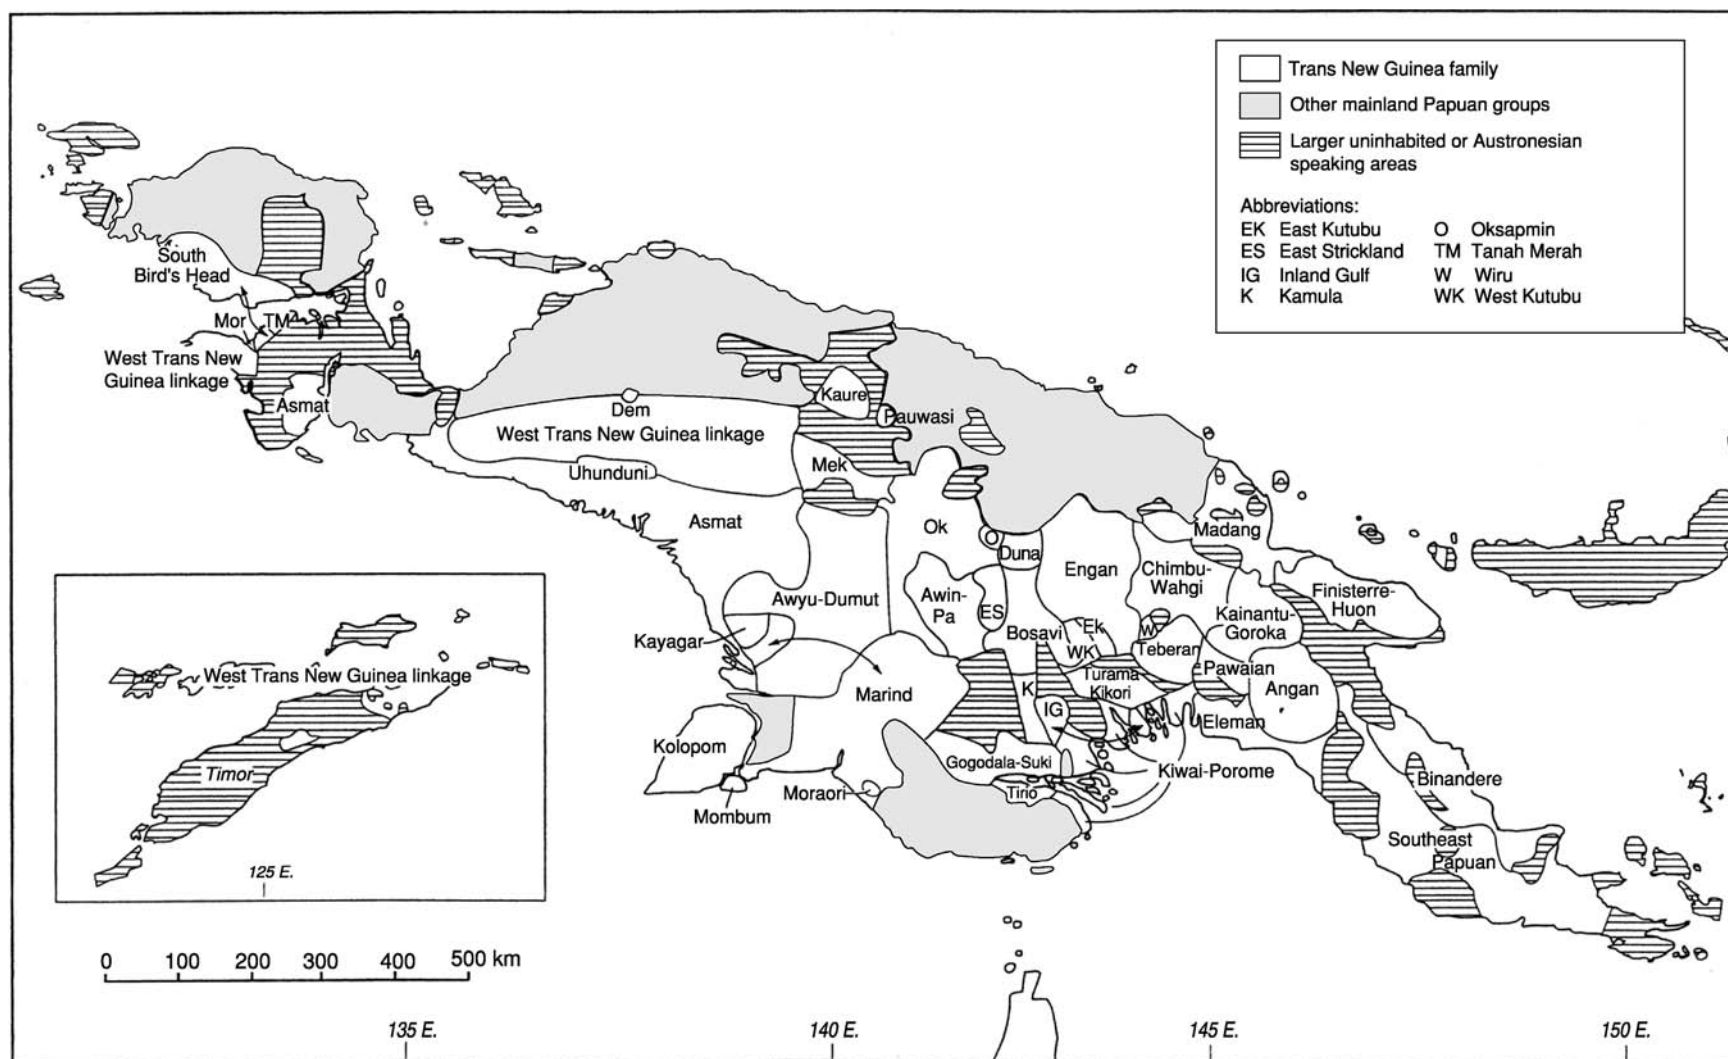 Trans New Guinea family
Other mainland Papuan groups
Larger uninhabited or Austronesian
speaking areas
Abbreviations:
EK East Kutubu
ES East Strickland
IG Inland Gulf
K Kamula
O Oksapmin
TM Tanah Merah
W Wiru
WK West Kutubu
South
Bird's Head
Mor
TM
West Trans New
Guinea linkage
Asmat
Dem
West Trans New Guinea linkage
Uhunduni
Kaure
Pauwasi
Mek
Asmat
Ok
O
Duna
Engan
Madang
Chimbu-
Wahgi
Finisterre-
Huon
Kainantu-
Goroka
Awyu-Dumut
Awin-
Pa
ES
Bosavi
Ek
WK
W
Teberan
Pawaian
Angan
Kayagar
Marind
K
Turama
Kikori
IG
Eleman
Kolopom
Gogodala-Suki
Kiwai-Porome
Tirio
Moraori
Mombum
Binandere
Southeast
Papuan
West Trans New Guinea linkage
Timor
125 E.
0 100 200 300 400 500 km
135 E.
140 E.
145 E.
150 E.